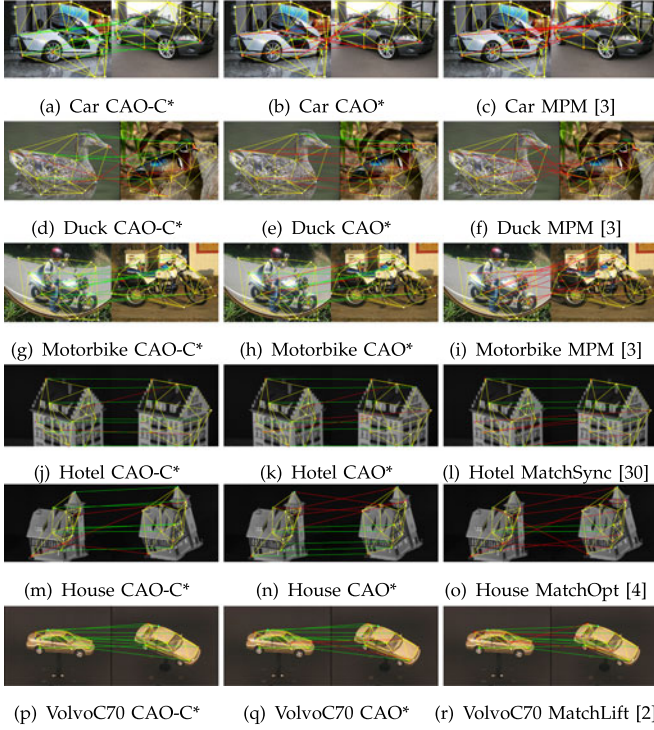 (a) Car CAO-C* (b) Car CAO* (c) Car MPM [3]
(d) Duck CAO-C* (e) Duck CAO* (f) Duck MPM [3]
(g) Motorbike CAO-C* (h) Motorbike CAO* (i) Motorbike MPM [3]
(j) Hotel CAO-C* (k) Hotel CAO* (l) Hotel MatchSync [30]
(m) House CAO-C* (n) House CAO* (o) House MatchOpt [4]
(p) VolvoC70 CAO-C* (q) VolvoC70 CAO* (r) VolvoC70 MatchLift [2]